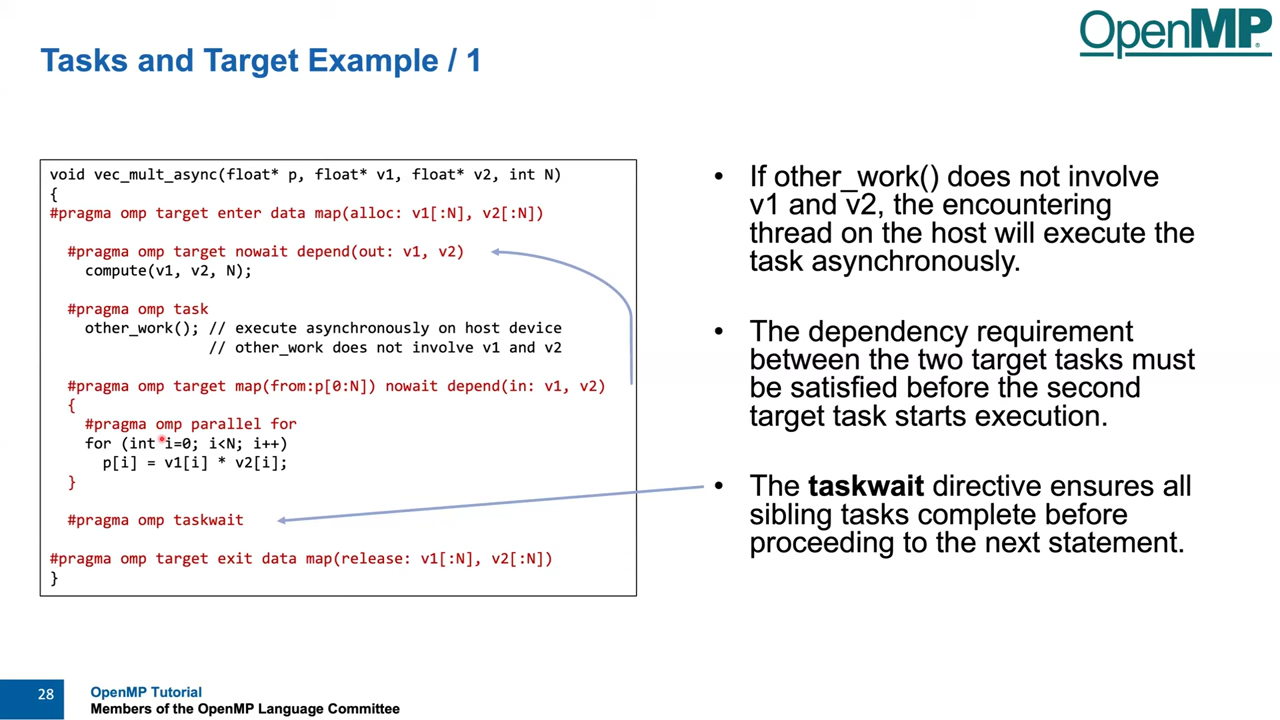 Tasks and Target Example / 1
OpenMP
void vec_mult_async(float* p, float* v1, float* v2, int N)
{
#pragma omp target enter data map(alloc: v1[:N], v2[:N])
#pragma omp target nowait depend(out: v1, v2)
compute(v1, v2, N);
#pragma omp task
other_work(); // execute asynchronously on host device
// other_work does not involve v1 and v2
#pragma omp target map(from:p[0:N]) nowait depend(in: v1, v2)
{
#pragma omp parallel for
for (int i=0; i<N; i++)
p[i] = v1[i] * v2[i];
}
#pragma omp taskwait
#pragma omp target exit data map(release: v1[:N], v2[:N])
}
• If other_work() does not involve
v1 and v2, the encountering
thread on the host will execute the
task asynchronously.
• The dependency requirement
between the two target tasks must
be satisfied before the second
target task starts execution.
• The taskwait directive ensures all
sibling tasks complete before
proceeding to the next statement.
28
OpenMP Tutorial
Members of the OpenMP Language Committee